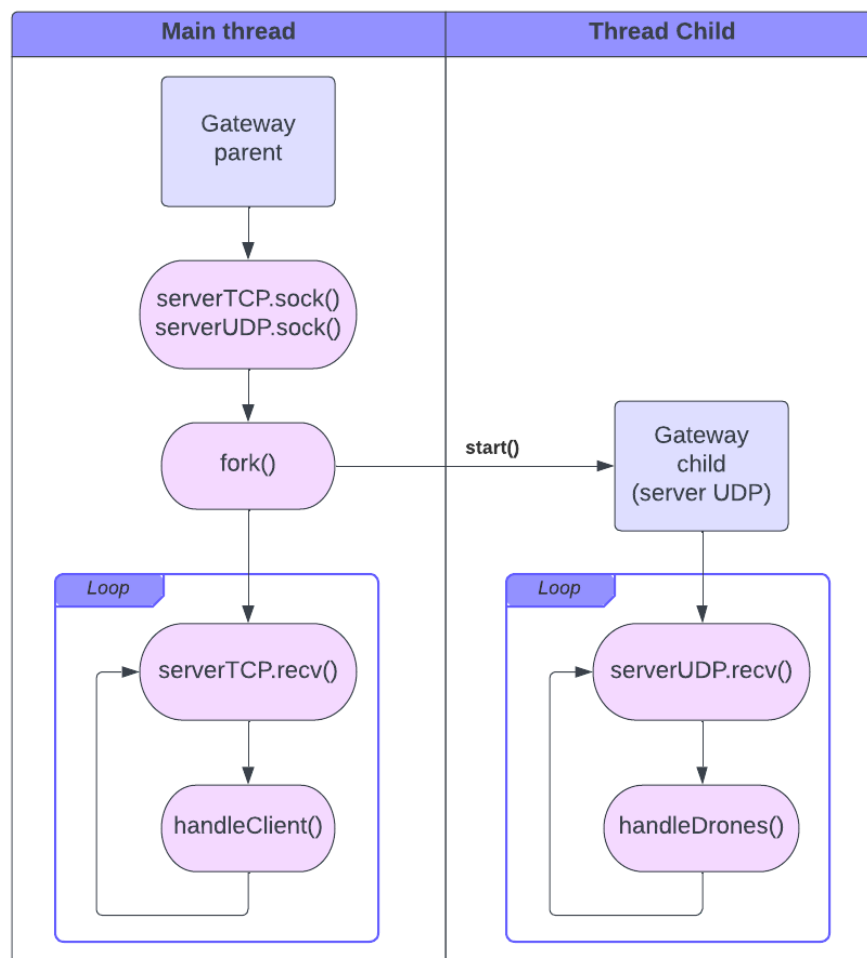 Main thread
Thread Child
Gateway
parent
serverTCP.sock()
serverUDP.sock()
fork()
start()
Gateway
child
(server UDP)
Loop
serverTCP.recv()
handleClient()
Loop
serverUDP.recv()
handleDrones()